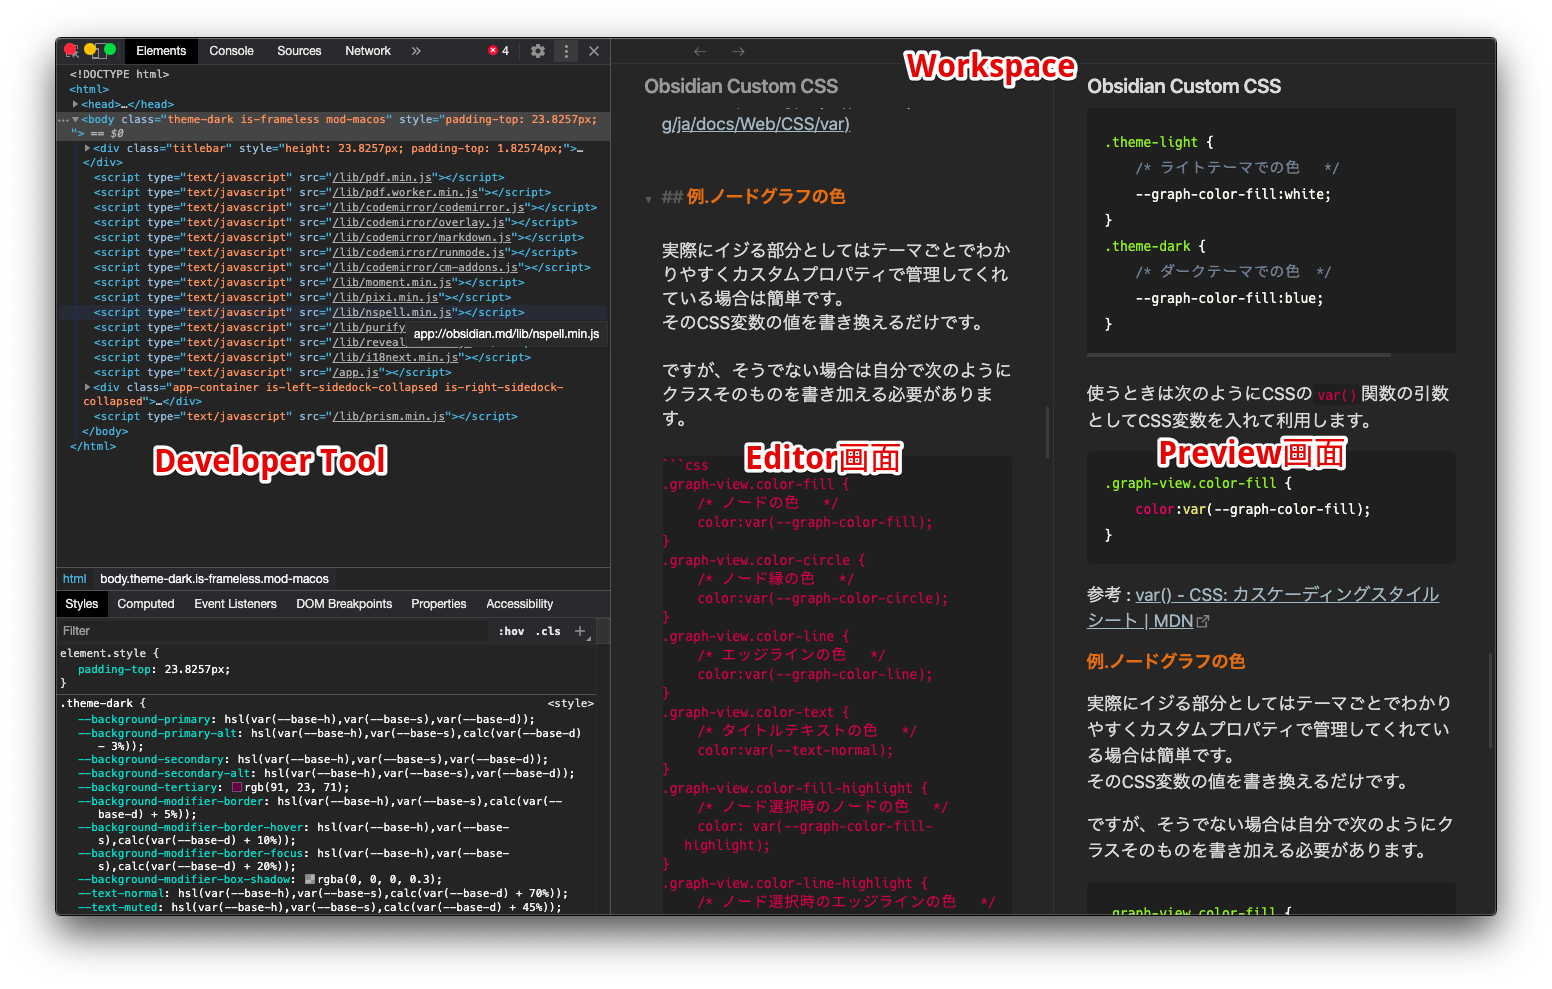 Elements Console Sources Network » 4
<!DOCTYPE html>
<html>
<head>…</head>
<body class="theme-dark is-frameless mod-macos" style="padding-top: 23.8257px;
"> == $0
<div class="titlebar" style="height: 23.8257px; padding-top: 1.82574px;">…
</div>
<script type="text/javascript" src="/lib/pdf.min.js"></script>
<script type="text/javascript" src="/lib/pdf.worker.min.js"></script>
<script type="text/javascript" src="/lib/codemirror/codemirror.js"></script>
<script type="text/javascript" src="/lib/codemirror/overlay.js"></script>
<script type="text/javascript" src="/lib/codemirror/markdown.js"></script>
<script type="text/javascript" src="/lib/codemirror/runmode.js"></script>
<script type="text/javascript" src="/lib/codemirror/cm-addons.js"></script>
<script type="text/javascript" src="/lib/moment.min.js"></script>
<script type="text/javascript" src="/lib/pixi.min.js"></script>
<script type="text/javascript" src="/lib/nspell.min.js"></script>
<script type="text/javascript" src="/lib/purify
app://obsidian.md/lib/nspell.min.js
<script type="text/javascript" src="/lib/reveal
<script type="text/javascript" src="/lib/i18next.min.js"></script>
<script type="text/javascript" src="/app.js"></script>
<div class="app-container is-left-sidedock-collapsed is-right-sidedock-
collapsed">…</div>
<script type="text/javascript" src="/lib/prism.min.js"></script>
</body>
</html>
Developer Tool
html body.theme-dark.is-frameless.mod-macos
Styles Computed Event Listeners DOM Breakpoints Properties Accessibility
Filter :hov .cls +
element.style {
padding-top: 23.8257px;
}
.theme-dark { <style>
--background-primary: hsl(var(--base-h),var(--base-s),var(--base-d));
--background-primary-alt: hsl(var(--base-h),var(--base-s),calc(var(--base-d)
- 3%));
--background-secondary: hsl(var(--base-h),var(--base-s),var(--base-d));
--background-secondary-alt: hsl(var(--base-h),var(--base-s),var(--base-d));
--background-tertiary: rgb(91, 23, 71);
--background-modifier-border: hsl(var(--base-h),var(--base-s),calc(var(--
base-d) + 5%));
--background-modifier-border-hover: hsl(var(--base-h),var(--base-
s),calc(var(--base-d) + 10%));
--background-modifier-border-focus: hsl(var(--base-h),var(--base-
s),calc(var(--base-d) + 20%));
--background-modifier-box-shadow: rgba(0, 0, 0, 0.3);
--text-normal: hsl(var(--base-h),var(--base-s),calc(var(--base-d) + 70%));
--text-muted: hsl(var(--base-h),var(--base-s),calc(var(--base-d) + 45%));
Workspace
Obsidian Custom CSS
g/ja/docs/Web/CSS/var)
## 例.ノードグラフの色
実際にイジる部分としてはテーマごとでわか
りやすくカスタムプロパティで管理してくれ
ている場合は簡単です。
そのCSS変数の値を書き換えるだけです。
ですが、そうでない場合は自分で次のように
クラスそのものを書き加える必要がありま
す。
Editor画面
```css
.graph-view.color-fill {
/* ノードの色 */
color:var(--graph-color-fill);
}
.graph-view.color-circle {
/* ノード縁の色 */
color:var(--graph-color-circle);
}
.graph-view.color-line {
/* エッジラインの色 */
color:var(--graph-color-line);
}
.graph-view.color-text {
/* タイトルテキストの色 */
color:var(--text-normal);
}
.graph-view.color-fill-highlight {
/* ノード選択時のノードの色 */
color: var(--graph-color-fill-
highlight);
}
.graph-view.color-line-highlight {
/* ノード選択時のエッジラインの色 */
Obsidian Custom CSS
.theme-light {
/* ライトテーマでの色 */
--graph-color-fill:white;
}
.theme-dark {
/* ダークテーマでの色 */
--graph-color-fill:blue;
}
使うときは次のようにCSSの var() 関数の引数
としてCSS変数を入れて利用します。
Preview画面
.graph-view.color-fill {
color:var(--graph-color-fill);
}
参考 : var() - CSS: カスケーディングスタイル
シート | MDN
例.ノードグラフの色
実際にイジる部分としてはテーマごとでわかり
やすくカスタムプロパティで管理してくれてい
る場合は簡単です。
そのCSS変数の値を書き換えるだけです。
ですが、そうでない場合は自分で次のようにク
ラスそのものを書き加える必要があります。
.graph-view.color-fill {